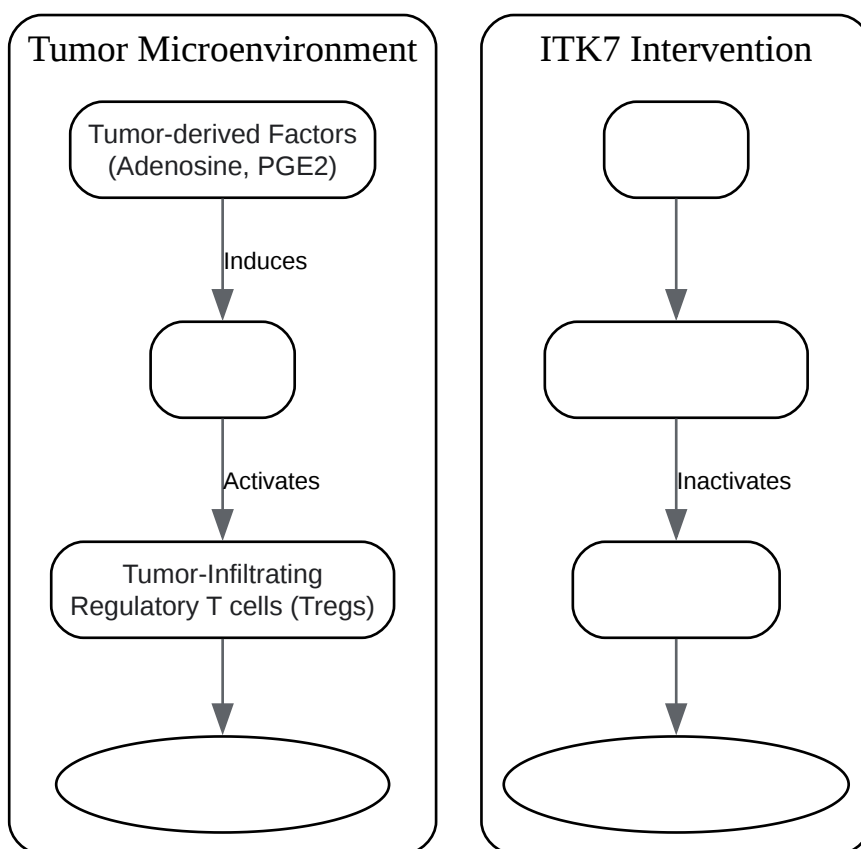 Tumor Microenvironment
Tumor-derived Factors
(Adenosine, PGE2)
Induces
Activates
Tumor-Infiltrating
Regulatory T cells (Tregs)
ITK7 Intervention
Inactivates